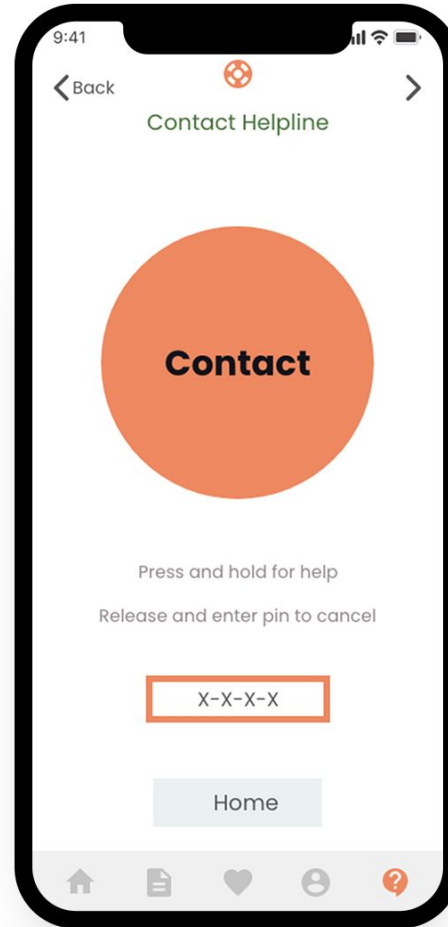 9:41
Back
Contact Helpline
Contact
Press and hold for help
Release and enter pin to cancel
X-X-X-X
Home